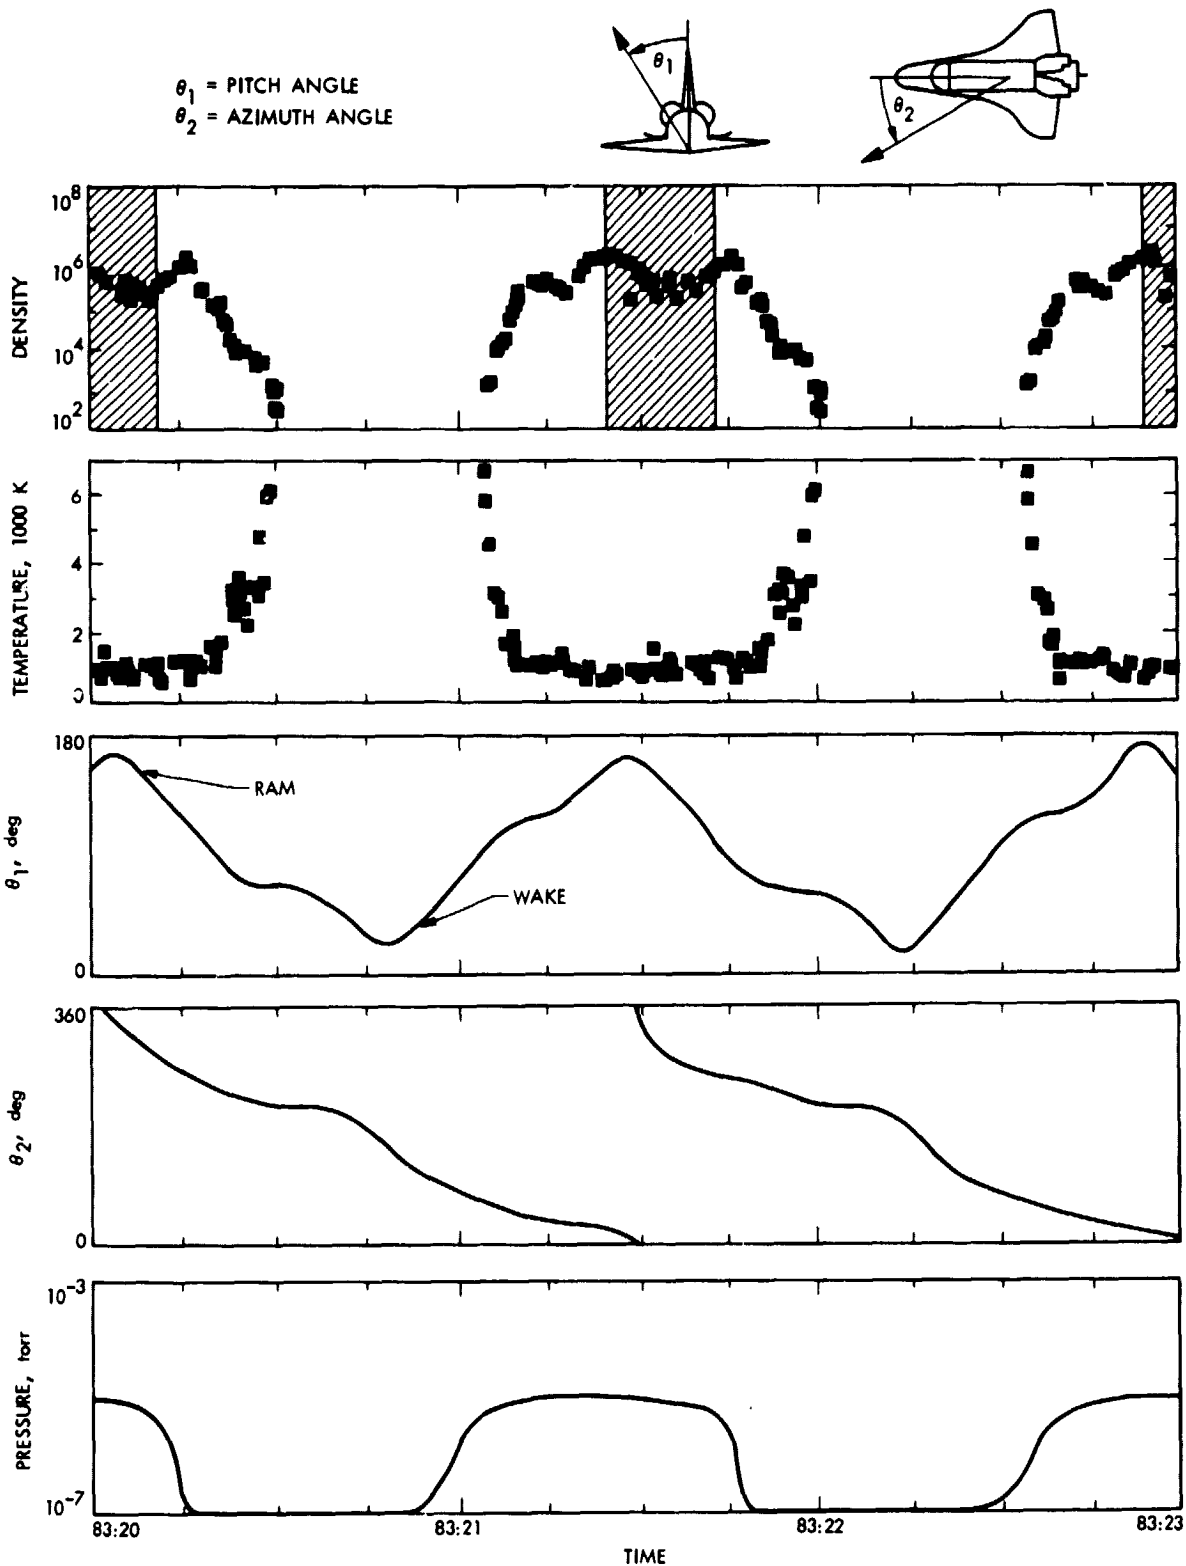 θ1 = PITCH ANGLE
θ2 = AZIMUTH ANGLE
θ1
θ2
DENSITY
10^8
10^6
10^4
10^2
TEMPERATURE, 1000 K
6
4
2
0
θ1, deg
180
0
RAM
WAKE
θ2, deg
360
0
PRESSURE, torr
10^-3
10^-7
83:20
83:21
83:22
83:23
TIME